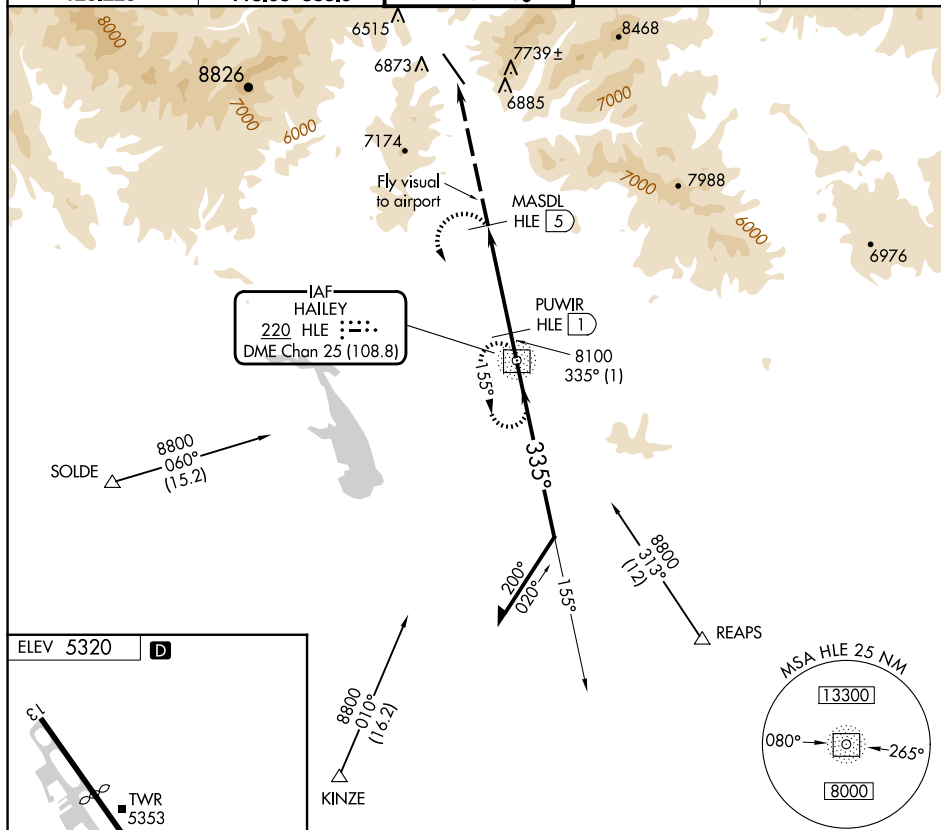 6515
8000
8826
6873
7739±
8468
6885
7000
7000
6000
7174
Fly visual
to airport
MASDL
HLE 5
7000
7988
6000
6976
IAF
HAILEY
220 HLE
DME Chan 25 (108.8)
PUWIR
HLE 1
8100
335° (1)
155°
8800
060°
(15.2)
SOLDE
335°
200°
020°
155°
8800
313°
(12)
REAPS
8800
010°
(16.2)
KINZE
ELEV 5320 D
13
TWR
5353
MSA HLE 25 NM
13300
080°
265°
8000